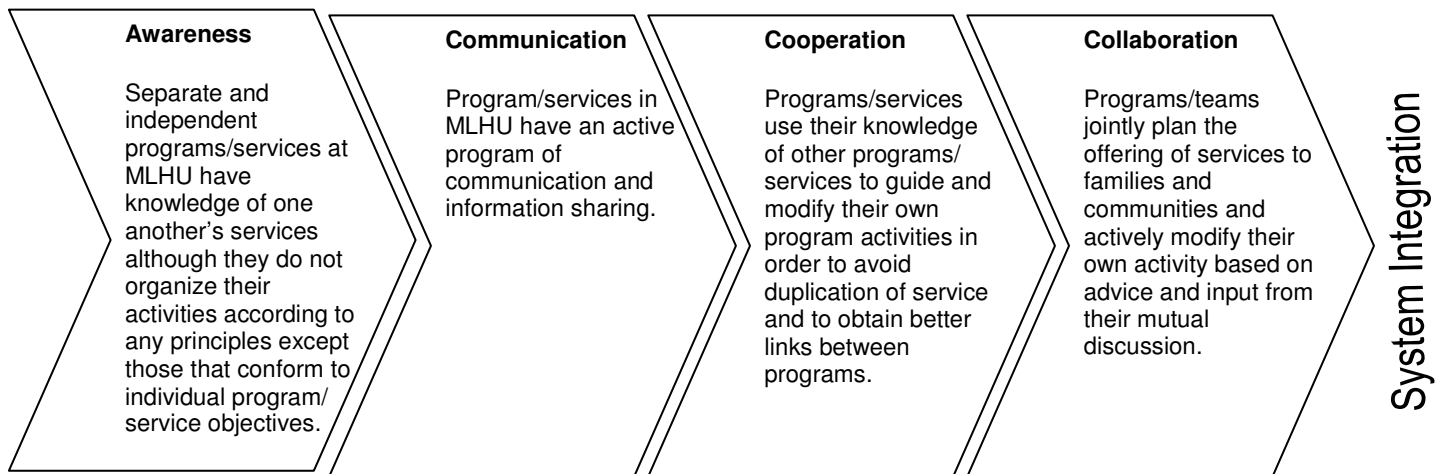 Awareness
Separate and
independent
programs/services at
MLHU have
knowledge of one
another's services
although they do not
organize their
activities according to
any principles except
those that conform to
individual program/
service objectives.
Communication
Program/services in
MLHU have an active
program of
communication and
information sharing.
Cooperation
Programs/services
use their knowledge
of other programs/
services to guide and
modify their own
program activities in
order to avoid
duplication of service
and to obtain better
links between
programs.
Collaboration
Programs/teams
jointly plan the
offering of services to
families and
communities and
actively modify their
own activity based on
advice and input from
their mutual
discussion.
System Integration